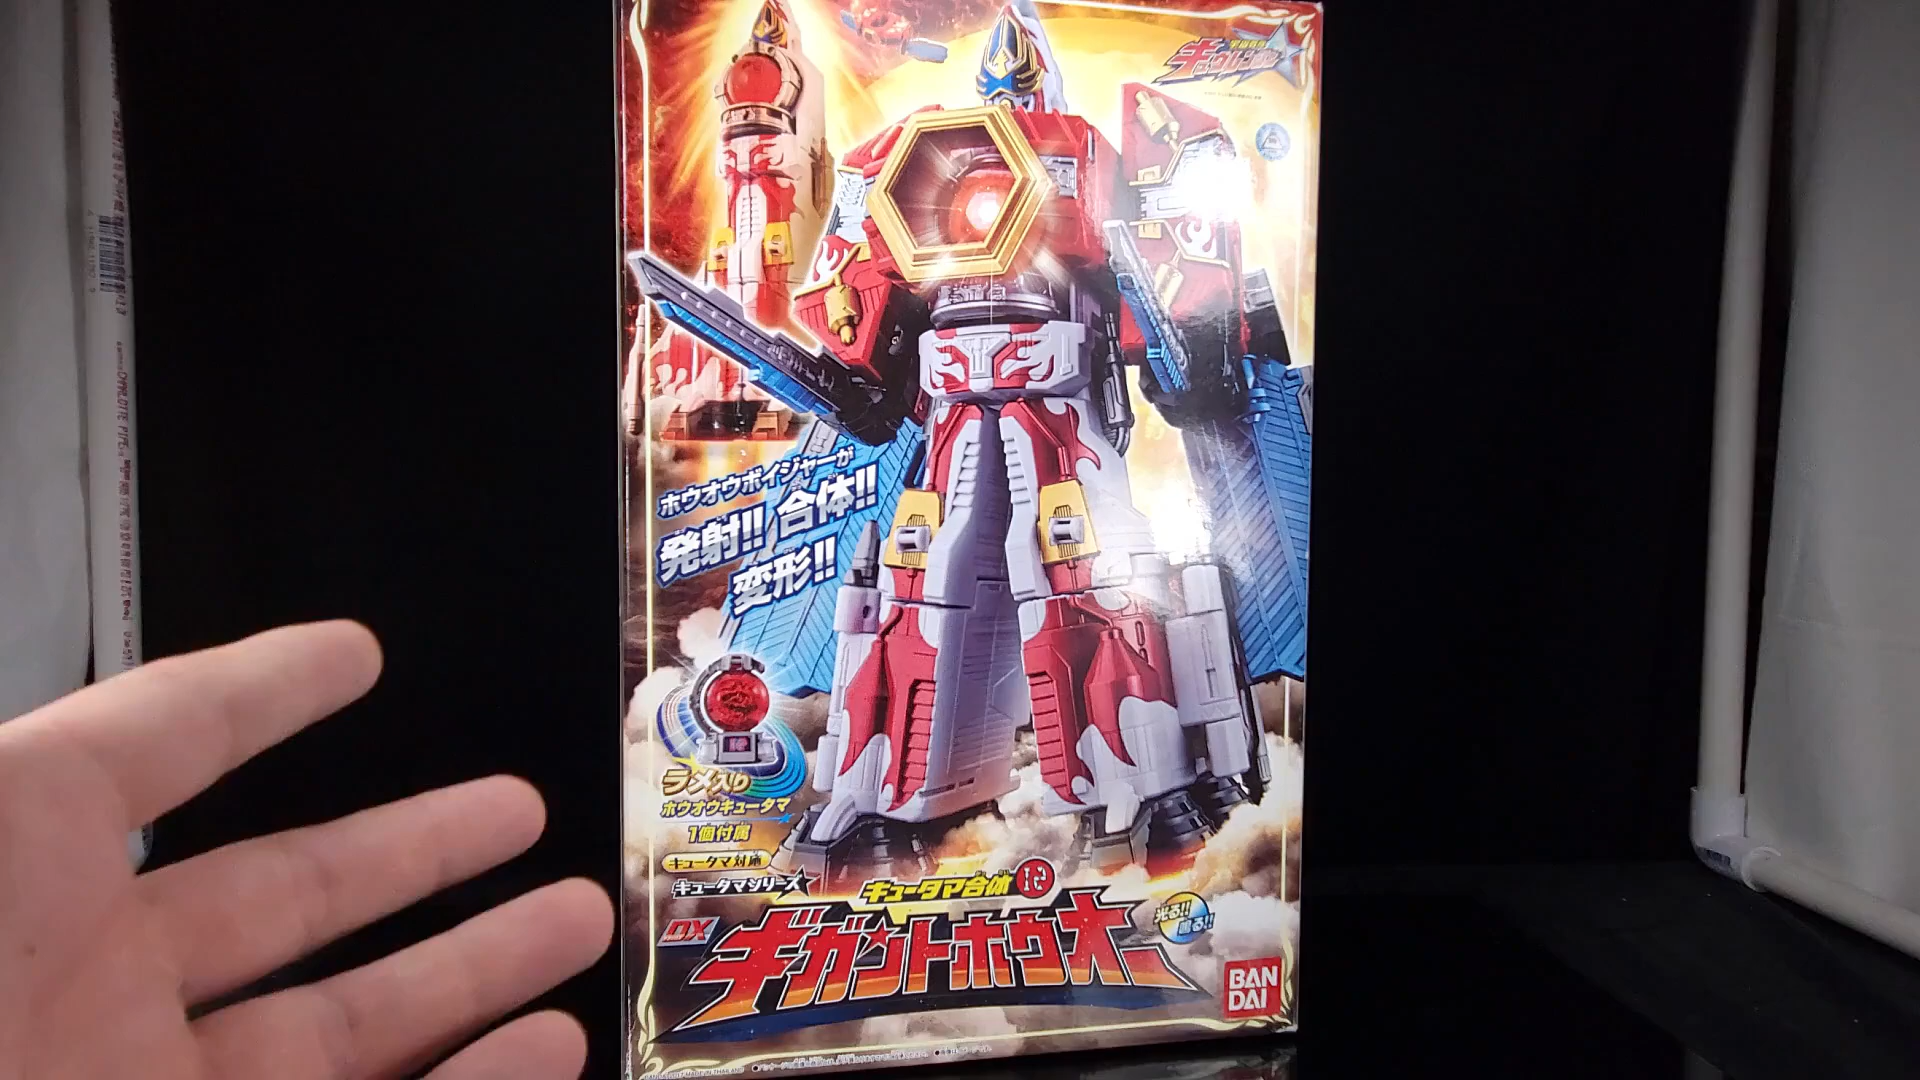 宇宙戦隊
キュウレンジャー
ホウオウボイジャーが
発射!! 合体!!
変形!!
ラメ入り
ホウオウキュータマ
1個付属
キュータマ対応
キュータマシリーズ
キュータマ合体 12
光る!!
鳴る!!
DX
ギガントホウオー
BAN
DAI